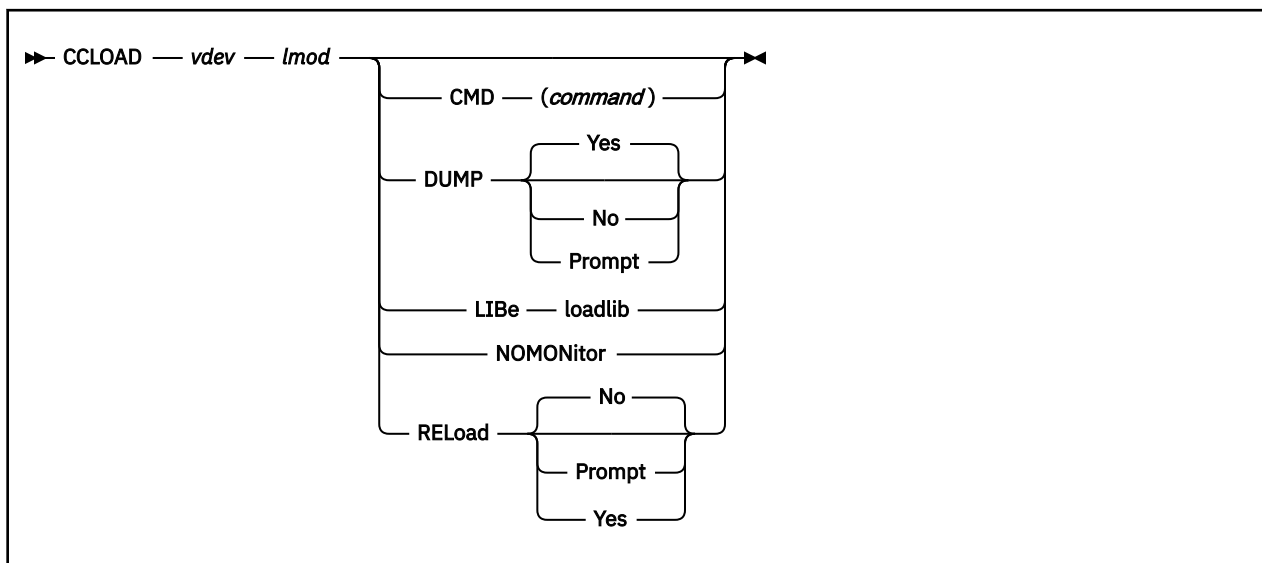 CCLOAD vdev lmod
CMD (command)
Yes
DUMP
No
Prompt
LIBe loadlib
NOMONitor
No
RELoad
Prompt
Yes